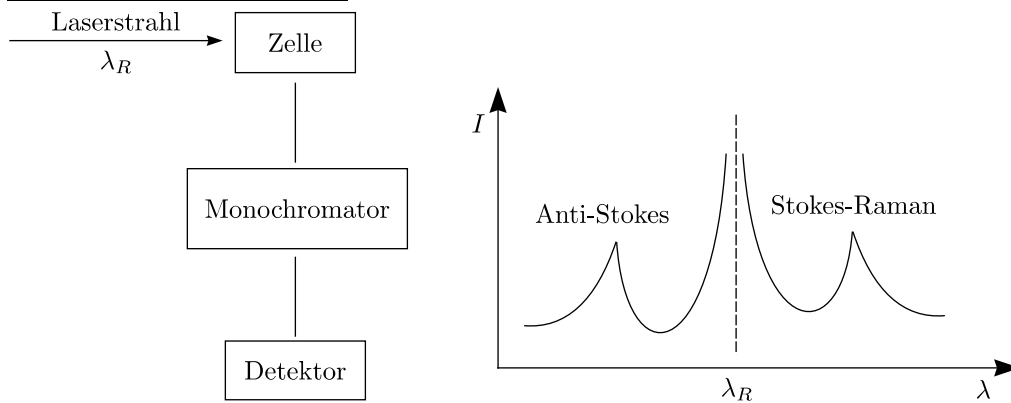 Laserstrahl
λ_R
Zelle
Monochromator
Detektor
I
Anti-Stokes
Stokes-Raman
λ_R
λ